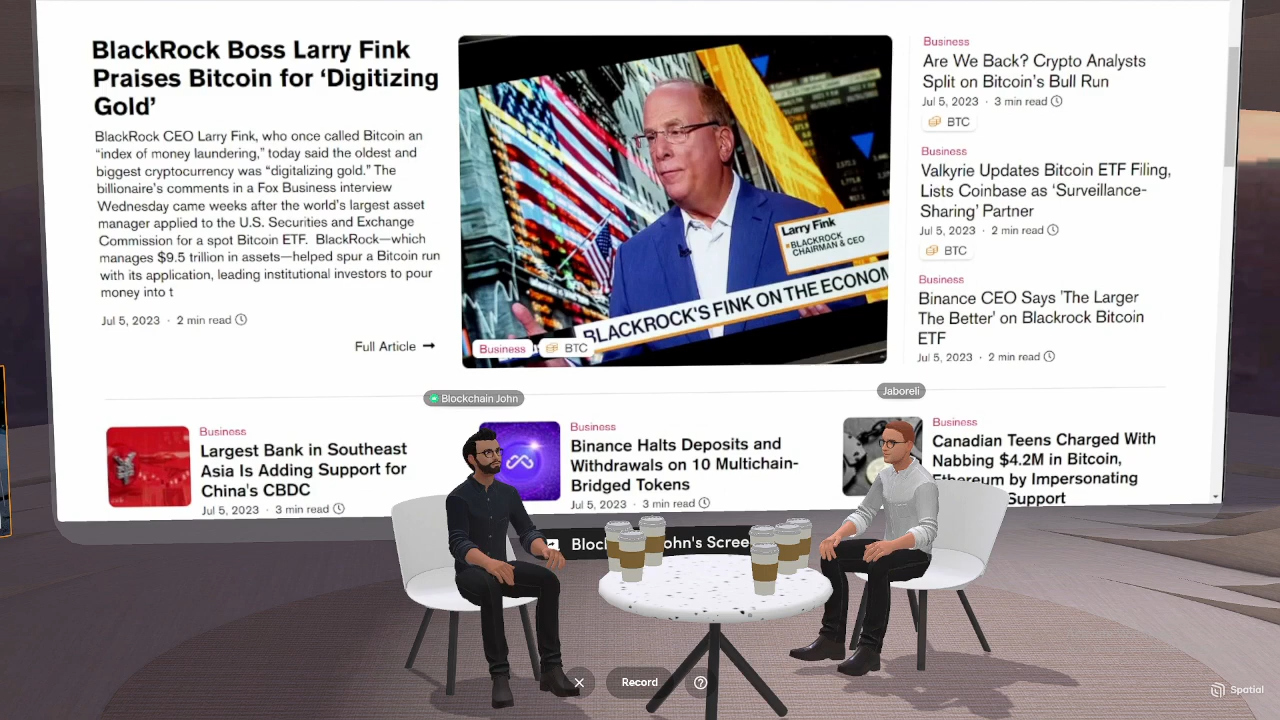 BlackRock Boss Larry Fink
Praises Bitcoin for ‘Digitizing
Gold’
BlackRock CEO Larry Fink, who once called Bitcoin an
“index of money laundering,” today said the oldest and
biggest cryptocurrency was “digitalizing gold.” The
billionaire’s comments in a Fox Business interview
Wednesday came weeks after the world’s largest asset
manager applied to the U.S. Securities and Exchange
Commission for a spot Bitcoin ETF.  BlackRock—which
manages $9.5 trillion in assets—helped spur a Bitcoin run
with its application, leading institutional investors to pour
money into t
Jul 5, 2023 · 2 min read
Full Article →
Larry Fink
BLACKROCK
CHAIRMAN & CEO
BLACKROCK'S FINK ON THE ECONOM
Business
BTC
Business
Are We Back? Crypto Analysts
Split on Bitcoin’s Bull Run
Jul 5, 2023 · 3 min read
BTC
Business
Valkyrie Updates Bitcoin ETF Filing,
Lists Coinbase as ‘Surveillance-
Sharing’ Partner
Jul 5, 2023 · 2 min read
BTC
Business
Binance CEO Says 'The Larger
The Better' on Blackrock Bitcoin
ETF
Jul 5, 2023 · 2 min read
Blockchain John
Jaboreli
Business
Largest Bank in Southeast
Asia Is Adding Support for
China's CBDC
Jul 5, 2023 · 3 min read
Business
Binance Halts Deposits and
Withdrawals on 10 Multichain-
Bridged Tokens
Jul 5, 2023 · 3 min read
Business
Canadian Teens Charged With
Nabbing $4.2M in Bitcoin,
Ethereum by Impersonating
Support
Bloc ohn's Scree
Record
Spatial